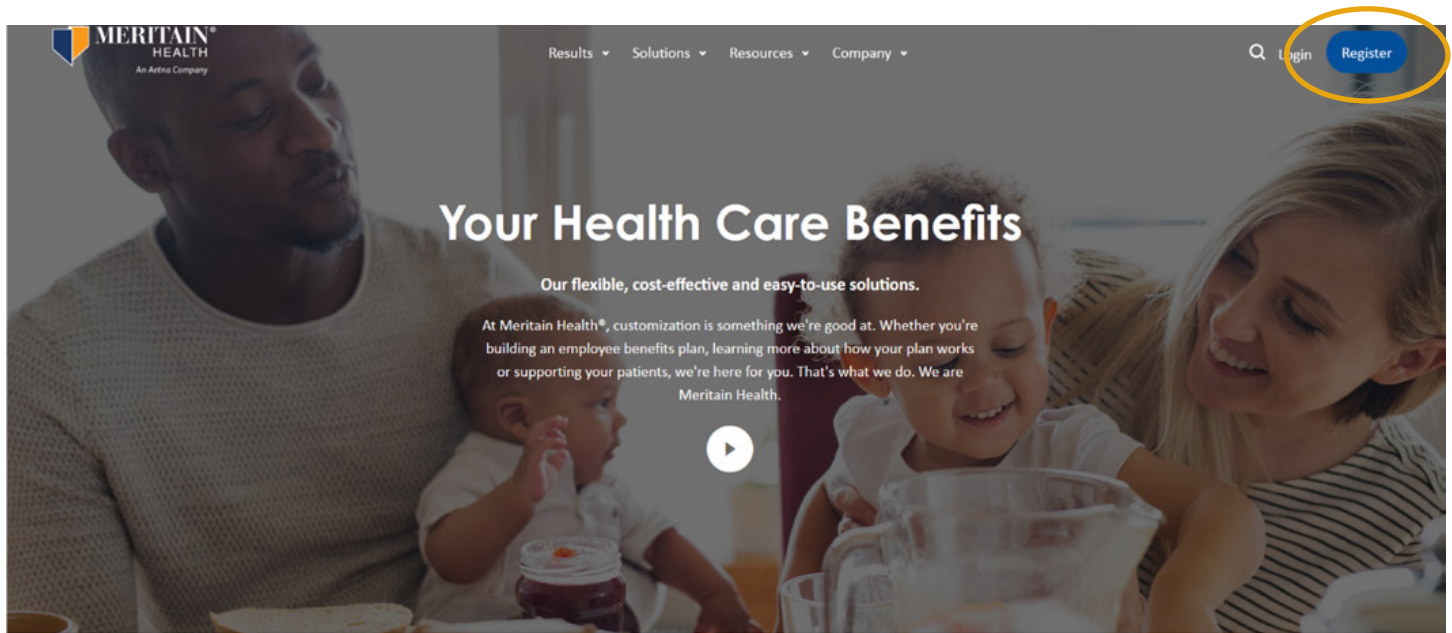 MERITAIN®
HEALTH
An Aetna Company
Results Solutions Resources Company
Login Register
Your Health Care Benefits
Our flexible, cost-effective and easy-to-use solutions.
At Meritain Health®, customization is something we're good at. Whether you're
building an employee benefits plan, learning more about how your plan works
or supporting your patients, we're here for you. That's what we do. We are
Meritain Health.